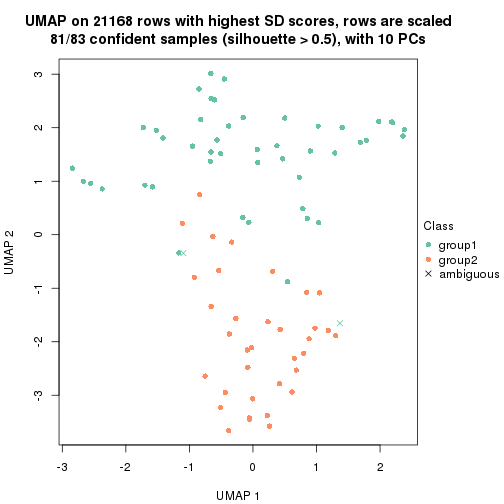 UMAP on 21168 rows with highest SD scores, rows are scaled
81/83 confident samples (silhouette > 0.5), with 10 PCs
3
2
1
0
-1
-2
-3
UMAP 2
-3
-2
-1
0
1
2
UMAP 1
Class
group1
group2
ambiguous